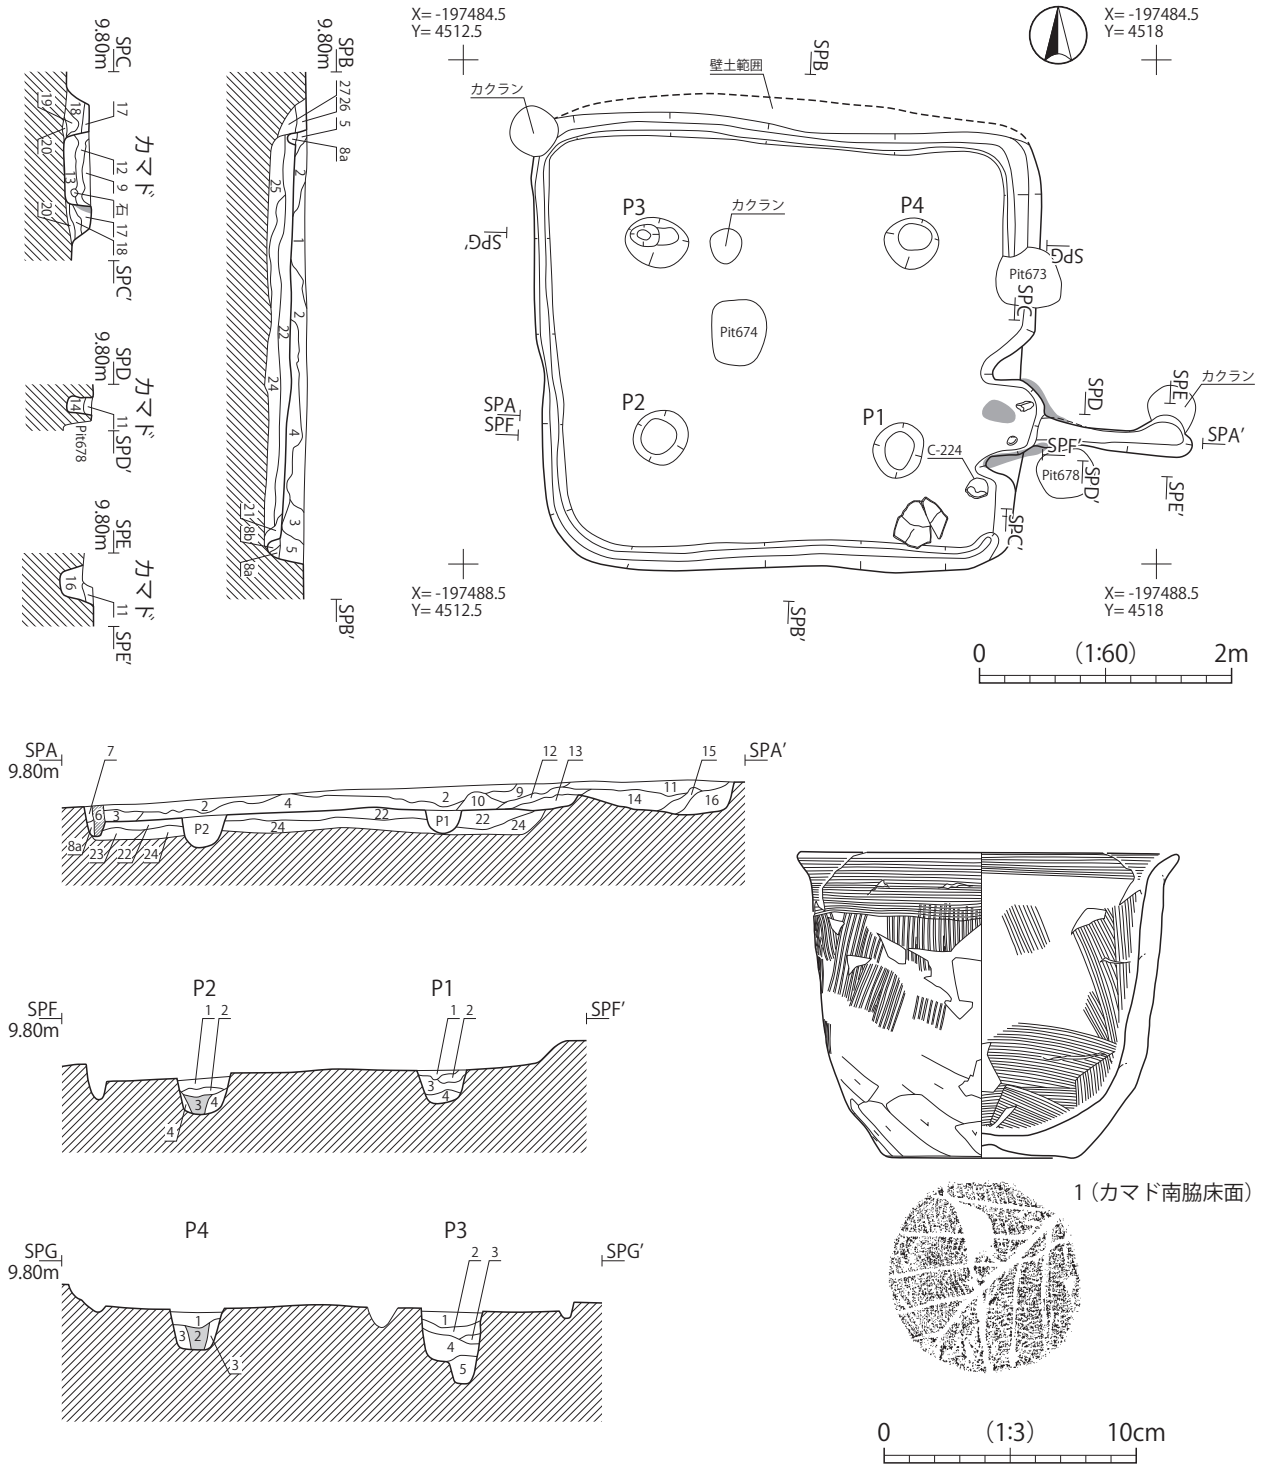 X= -197484.5
Y= 4512.5
X= -197484.5
Y= 4518
SPC
9.80m
17
18
19
20
カマド
12
9
13
石
17
18
20
SPC’
SPD
9.80m
カマド
14
11
Pit678
SPD’
SPE
9.80m
カマド
16
11
SPE’
SPB
9.80m
27
26
5
8a
2
25
1
2
22
24
4
3
21
8b
5
8a
SPB’
壁土範囲
SPB
カクラン
P3
カクラン
P4
SPG’
SPG
Pit673
SPC
Pit674
SPA
SPF
P2
P1
C-224
SPD
SPE
カクラン
SPA’
SPF’
Pit678
SPD’
SPE’
SPC’
SPB’
X= -197488.5
Y= 4512.5
X= -197488.5
Y= 4518
0 (1:60) 2m
SPA
9.80m
7
12 13 15
SPA’
6 3 2 4 2 10 9 11
14 16
8a 23 22 24 P2 24 22 P1 22 24
P2 P1
SPF
9.80m
1 2
1 2
SPF’
3 4
4
3
4
P4 P3
SPG
9.80m
2 3
SPG’
1
3 2
3
1
4
5
1(カマド南脇床面)
0 (1:3) 10cm